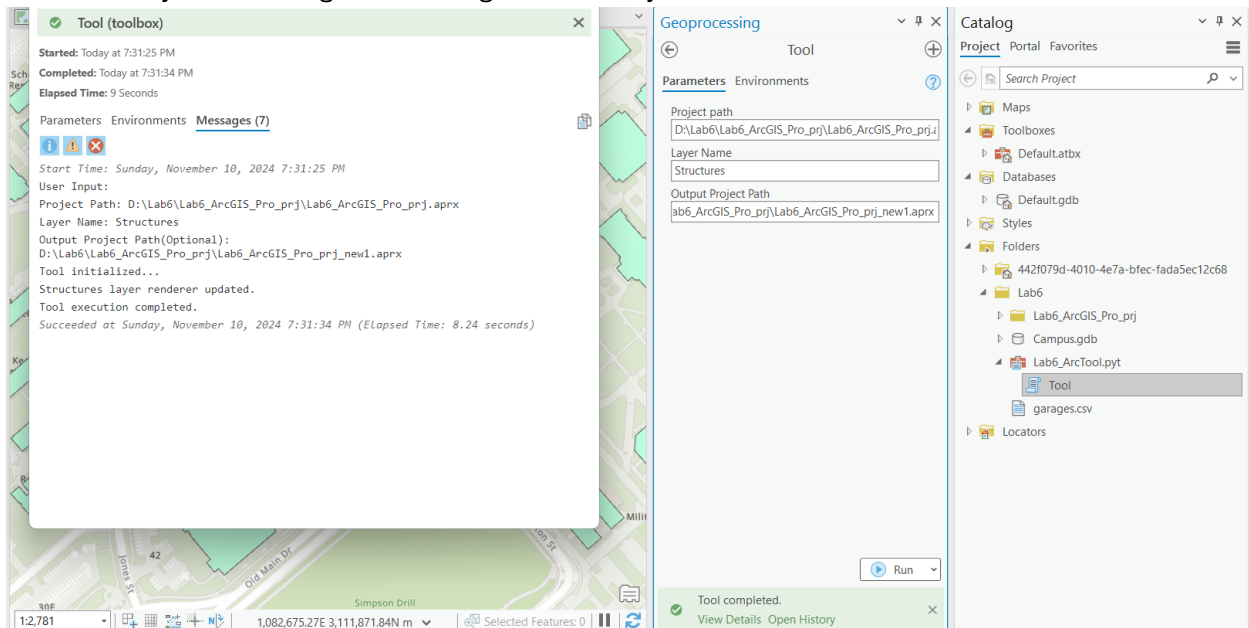 Tool (toolbox)
Started: Today at 7:31:25 PM
Completed: Today at 7:31:34 PM
Elapsed Time: 9 Seconds
Parameters Environments Messages (7)
Start Time: Sunday, November 10, 2024 7:31:25 PM
User Input:
Project Path: D:\Lab6\Lab6_ArcGIS_Pro_prj\Lab6_ArcGIS_Pro_prj.aprx
Layer Name: Structures
Output Project Path(Optional):
D:\Lab6\Lab6_ArcGIS_Pro_prj\Lab6_ArcGIS_Pro_prj_new1.aprx
Tool initialized...
Structures layer renderer updated.
Tool execution completed.
Succeeded at Sunday, November 10, 2024 7:31:34 PM (Elapsed Time: 8.24 seconds)
42
Jones St
Old Main Dr
Simpson Drill
30F
1:2,781
1,082,675.27E 3,111,871.84N m
Selected Features: 0
Geoprocessing
Tool
Parameters Environments
Project path
D:\Lab6\Lab6_ArcGIS_Pro_prj\Lab6_ArcGIS_Pro_prj.a
Layer Name
Structures
Output Project Path
ab6_ArcGIS_Pro_prj\Lab6_ArcGIS_Pro_prj_new1.aprx
Run
Tool completed.
View Details Open History
Catalog
Project Portal Favorites
Search Project
Maps
Toolboxes
Default.atbx
Databases
Default.gdb
Styles
Folders
442f079d-4010-4e7a-bfec-fada5ec12c68
Lab6
Lab6_ArcGIS_Pro_prj
Campus.gdb
Lab6_ArcTool.pyt
Tool
garages.csv
Locators